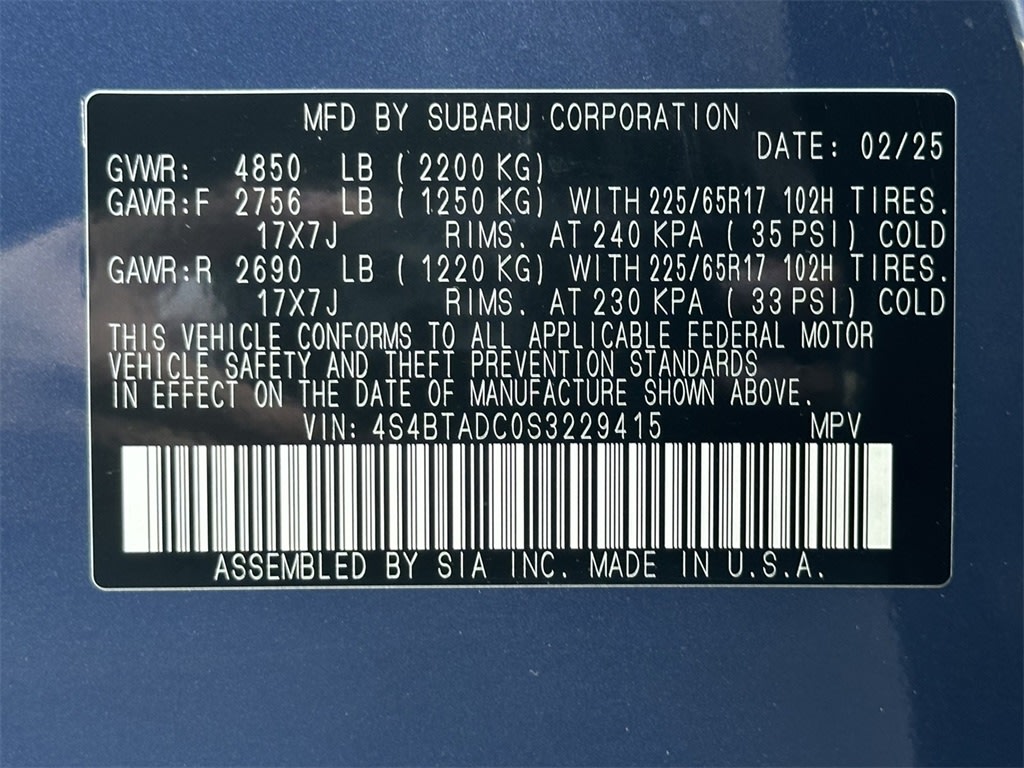 MFD BY SUBARU CORPORATION
DATE: 02/25
GVWR: 4850 LB ( 2200 KG)
GAWR:F 2756 LB ( 1250 KG) WITH 225/65R17 102H TIRES.
17X7J RIMS. AT 240 KPA ( 35 PSI) COLD
GAWR:R 2690 LB ( 1220 KG) WITH 225/65R17 102H TIRES.
17X7J RIMS. AT 230 KPA ( 33 PSI) COLD
THIS VEHICLE CONFORMS TO ALL APPLICABLE FEDERAL MOTOR
VEHICLE SAFETY AND THEFT PREVENTION STANDARDS
IN EFFECT ON THE DATE OF MANUFACTURE SHOWN ABOVE.
VIN: 4S4BTADC0S3229415 MPV
ASSEMBLED BY SIA INC. MADE IN U.S.A.